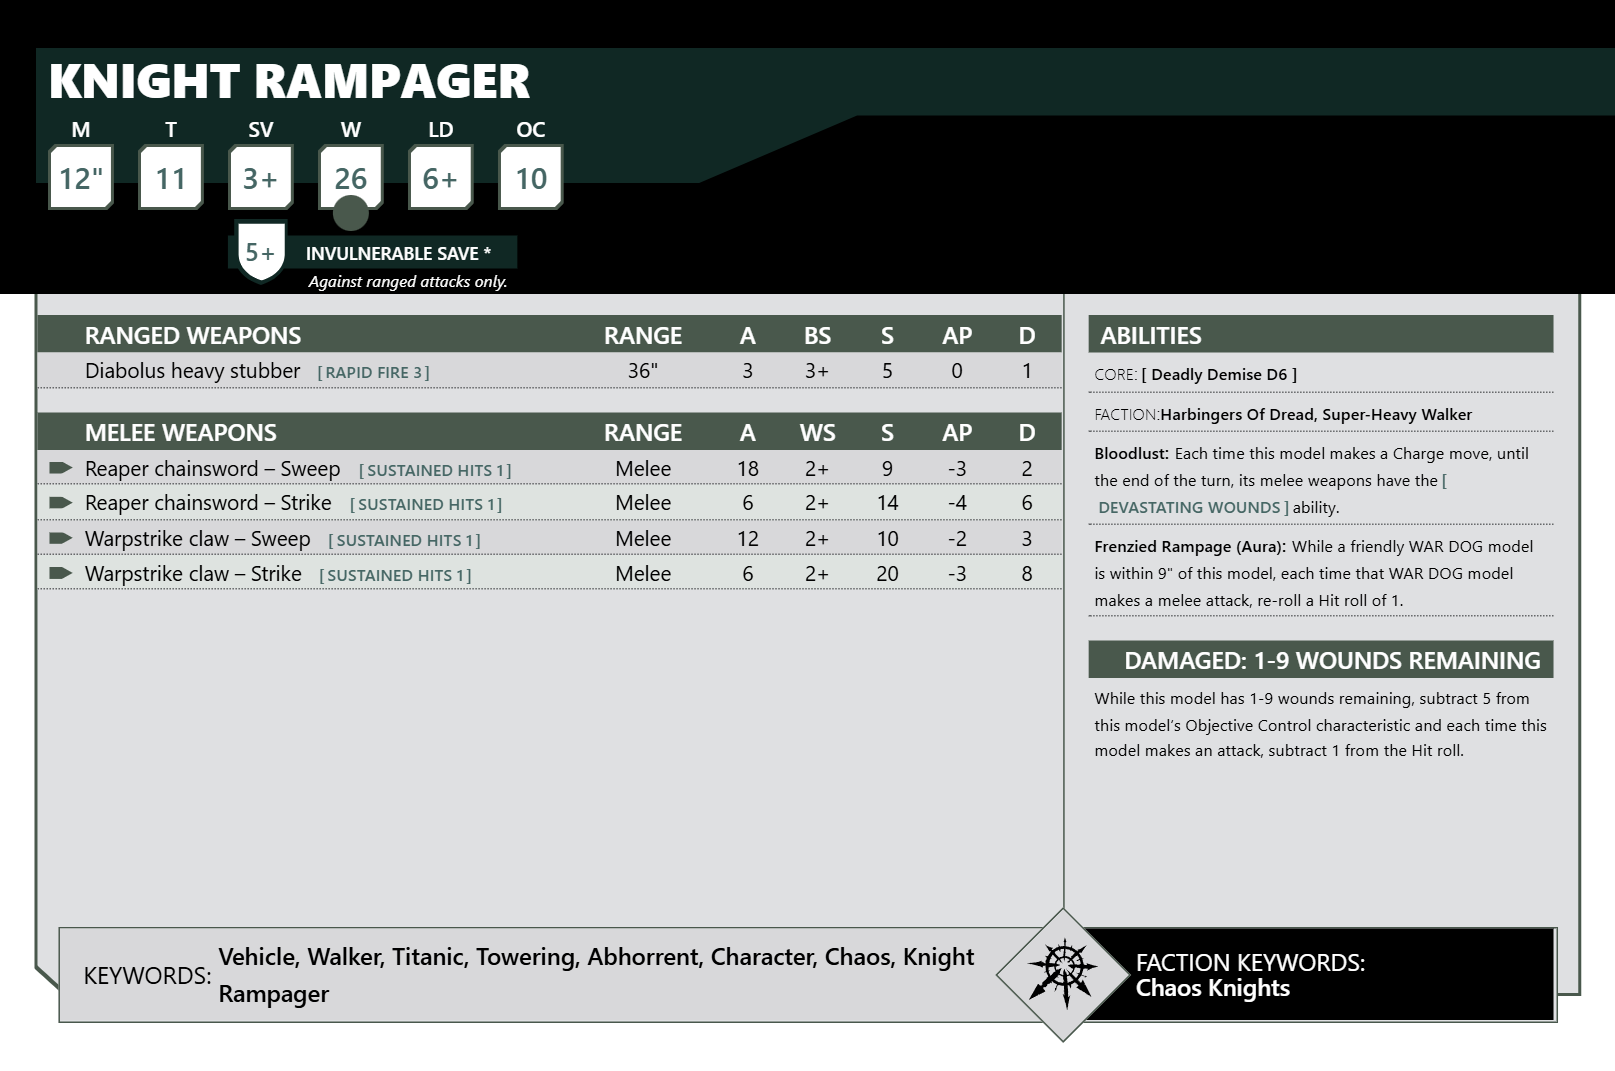 KNIGHT RAMPAGER
M T SV W LD OC
12" 11 3+ 26 6+ 10
5+ INVULNERABLE SAVE *
Against ranged attacks only.
RANGED WEAPONS RANGE A BS S AP D
Diabolus heavy stubber [ RAPID FIRE 3 ] 36" 3 3+ 5 0 1
MELEE WEAPONS RANGE A WS S AP D
Reaper chainsword – Sweep [ SUSTAINED HITS 1 ] Melee 18 2+ 9 -3 2
Reaper chainsword – Strike [ SUSTAINED HITS 1 ] Melee 6 2+ 14 -4 6
Warpstrike claw – Sweep [ SUSTAINED HITS 1 ] Melee 12 2+ 10 -2 3
Warpstrike claw – Strike [ SUSTAINED HITS 1 ] Melee 6 2+ 20 -3 8
ABILITIES
CORE: [ Deadly Demise D6 ]
FACTION:Harbingers Of Dread, Super-Heavy Walker
Bloodlust: Each time this model makes a Charge move, until
the end of the turn, its melee weapons have the [
DEVASTATING WOUNDS ] ability.
Frenzied Rampage (Aura): While a friendly WAR DOG model
is within 9" of this model, each time that WAR DOG model
makes a melee attack, re-roll a Hit roll of 1.
DAMAGED: 1-9 WOUNDS REMAINING
While this model has 1-9 wounds remaining, subtract 5 from
this model's Objective Control characteristic and each time this
model makes an attack, subtract 1 from the Hit roll.
KEYWORDS: Vehicle, Walker, Titanic, Towering, Abhorrent, Character, Chaos, Knight
Rampager
FACTION KEYWORDS:
Chaos Knights